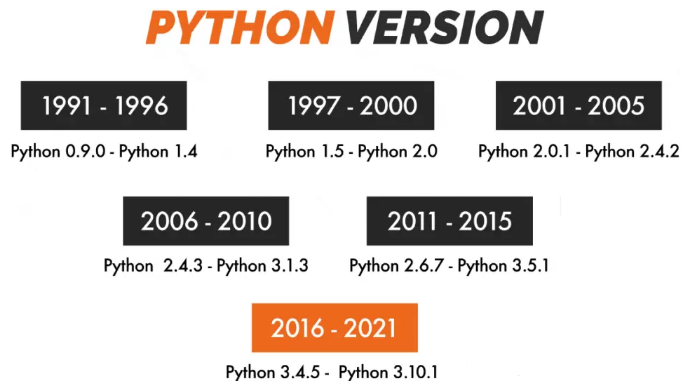 PYTHON VERSION
1991 - 1996
Python 0.9.0 - Python 1.4
1997 - 2000
Python 1.5 - Python 2.0
2001 - 2005
Python 2.0.1 - Python 2.4.2
2006 - 2010
Python 2.4.3 - Python 3.1.3
2011 - 2015
Python 2.6.7 - Python 3.5.1
2016 - 2021
Python 3.4.5 - Python 3.10.1